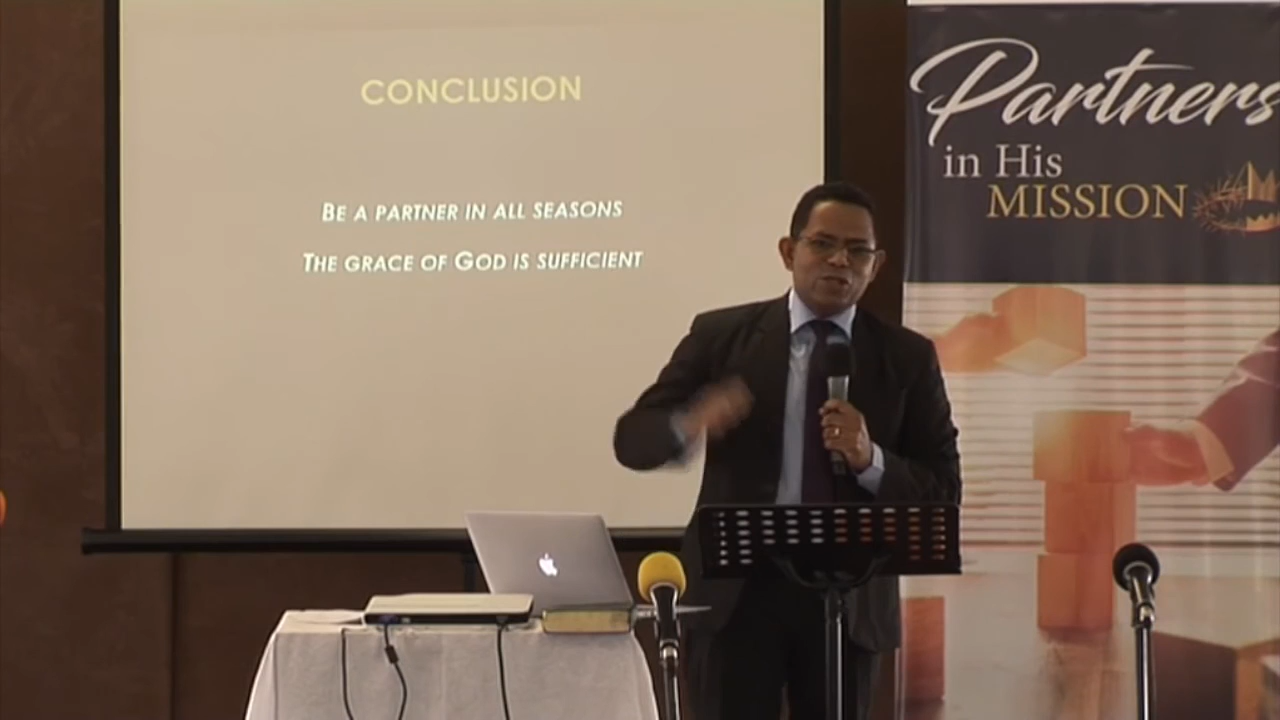 CONCLUSION
BE A PARTNER IN ALL SEASONS
THE GRACE OF GOD IS SUFFICIENT
Partners
in His
MISSION